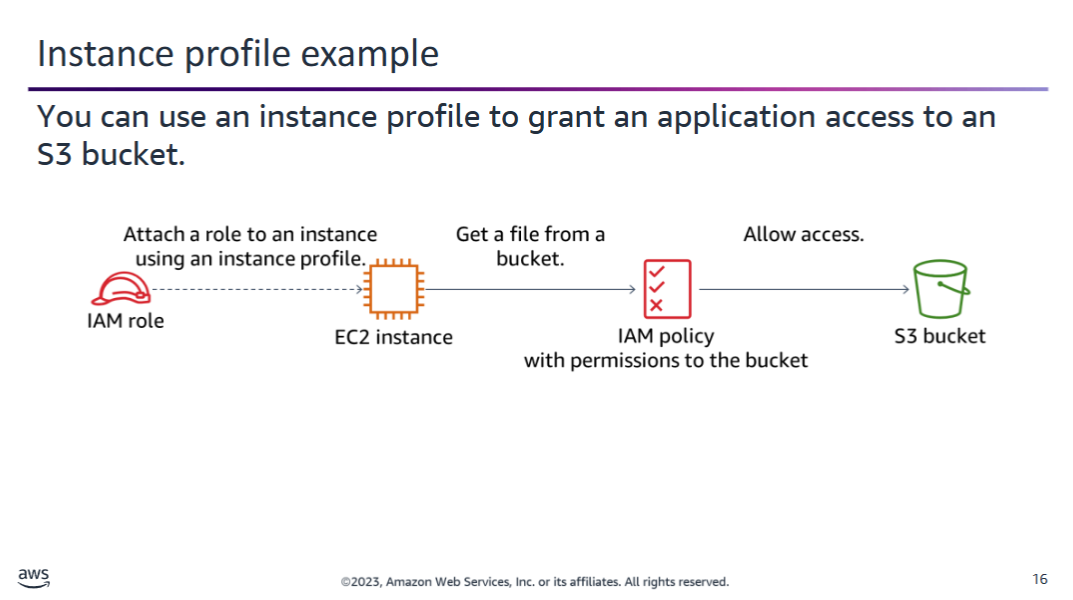 Instance profile example
You can use an instance profile to grant an application access to an
S3 bucket.
Attach a role to an instance
using an instance profile.
Get a file from a
bucket.
Allow access.
IAM role
EC2 instance
IAM policy
with permissions to the bucket
S3 bucket
aws
©2023, Amazon Web Services, Inc. or its affiliates. All rights reserved.
16